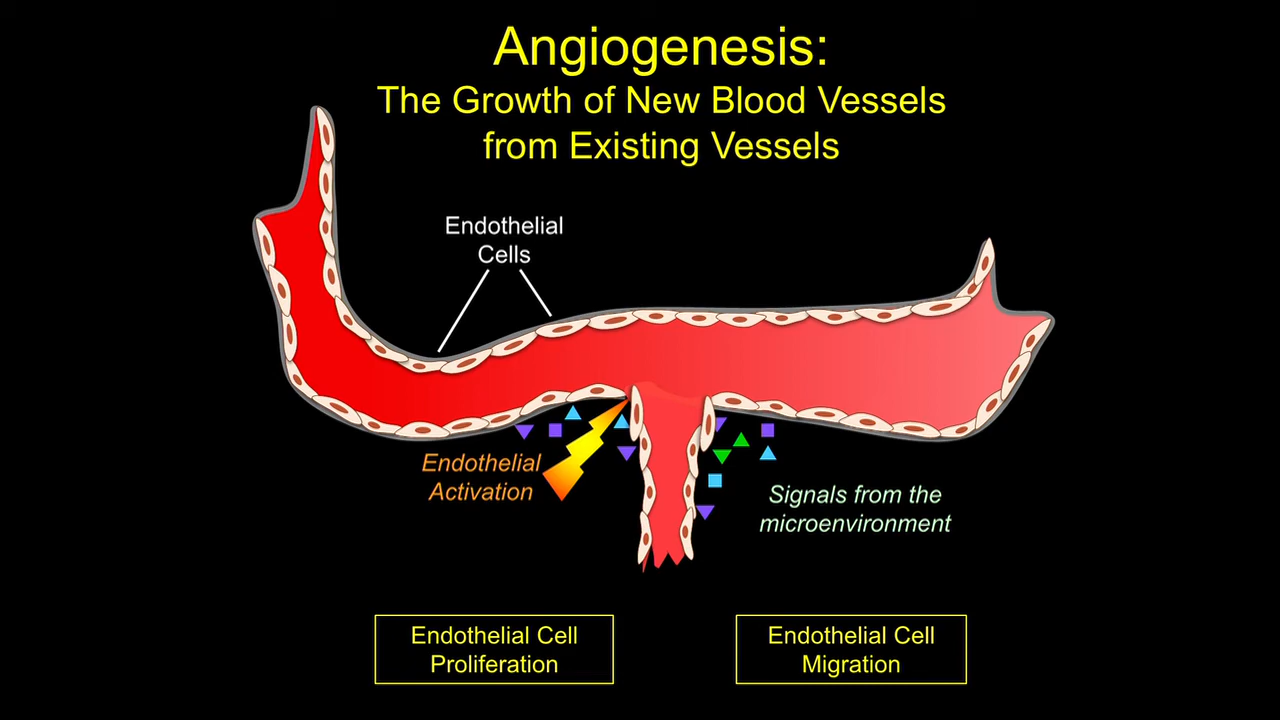 Angiogenesis:
The Growth of New Blood Vessels
from Existing Vessels
Endothelial
Cells
Endothelial
Activation
Signals from the
microenvironment
Endothelial Cell
Proliferation
Endothelial Cell
Migration